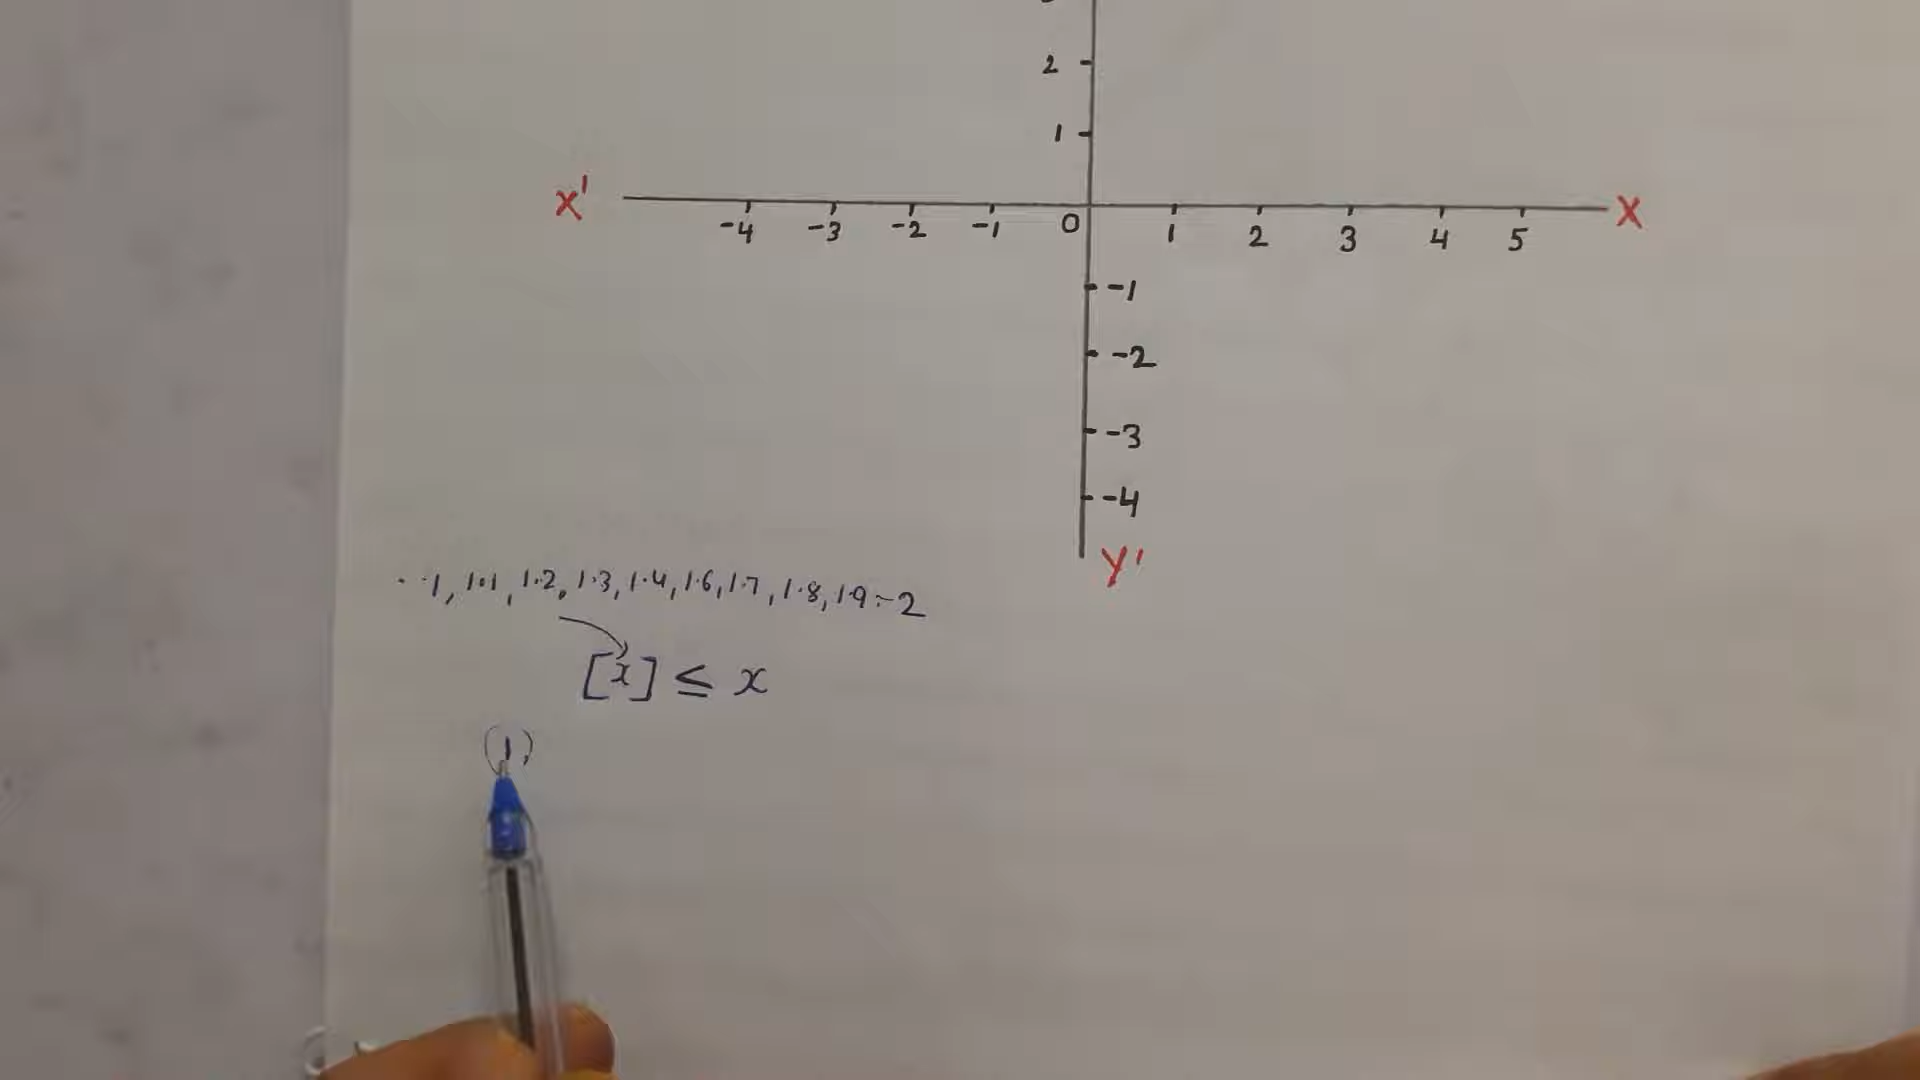 2
1
X'
X
-4 -3 -2 -1 0 1 2 3 4 5
-1
-2
-3
-4
Y'
··1, 1·1, 1·2, 1·3, 1·4, 1·6, 1·7, 1·8, 1·9 :- 2
[x] ≤ x
(1,)